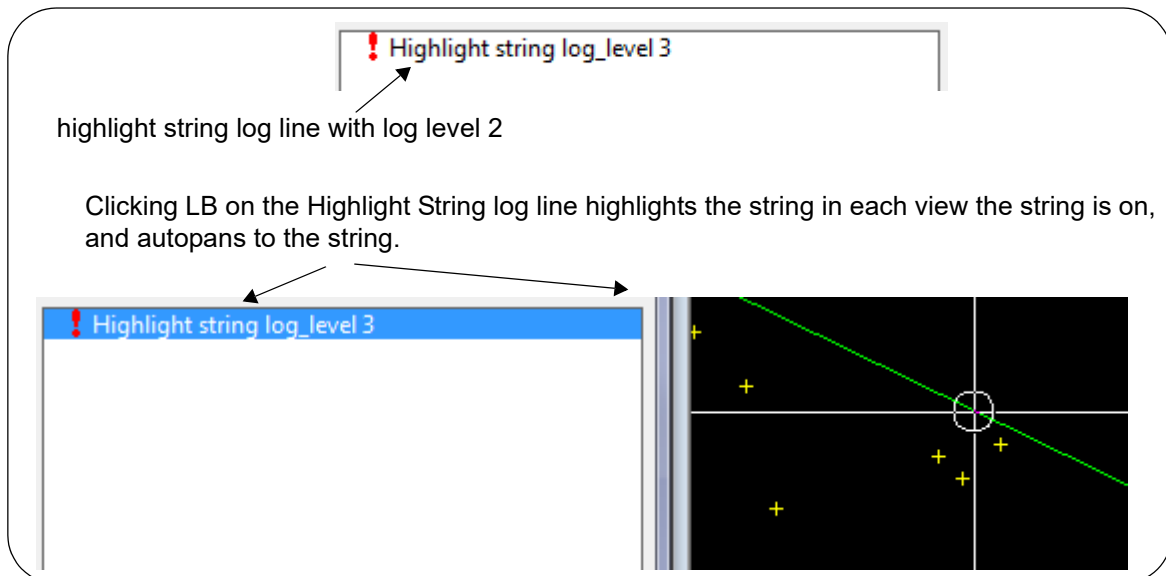 Highlight string log_level 3
highlight string log line with log level 2
Clicking LB on the Highlight String log line highlights the string in each view the string is on,
and autopans to the string.
Highlight string log_level 3